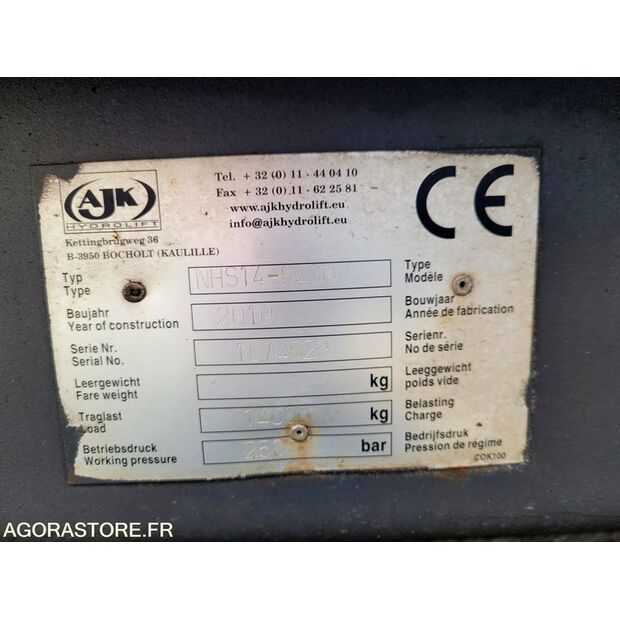 AJK
HYDROLIFT
Kettingbrugweg 36
B-3950 BOCHOLT (KAULILLE)
Tel. + 32 (0) 11 - 44 04 10
Fax + 32 (0) 11 - 62 25 81
www.ajkhydrolift.eu
info@ajkhydrolift.eu
CE
Typ
Type
Type
Modèle
Baujahr
Year of construction
2010
Bouwjaar
Année de fabrication
Serie Nr.
Serial No.
Serienr.
No de série
Leergewicht
Fare weight
kg
Leeggewicht
poids vide
Traglast
Load
kg
Belasting
Charge
Betriebsdruck
Working pressure
bar
Bedrijfsdruk
Pression de régime
COK100
AGORASTORE.FR